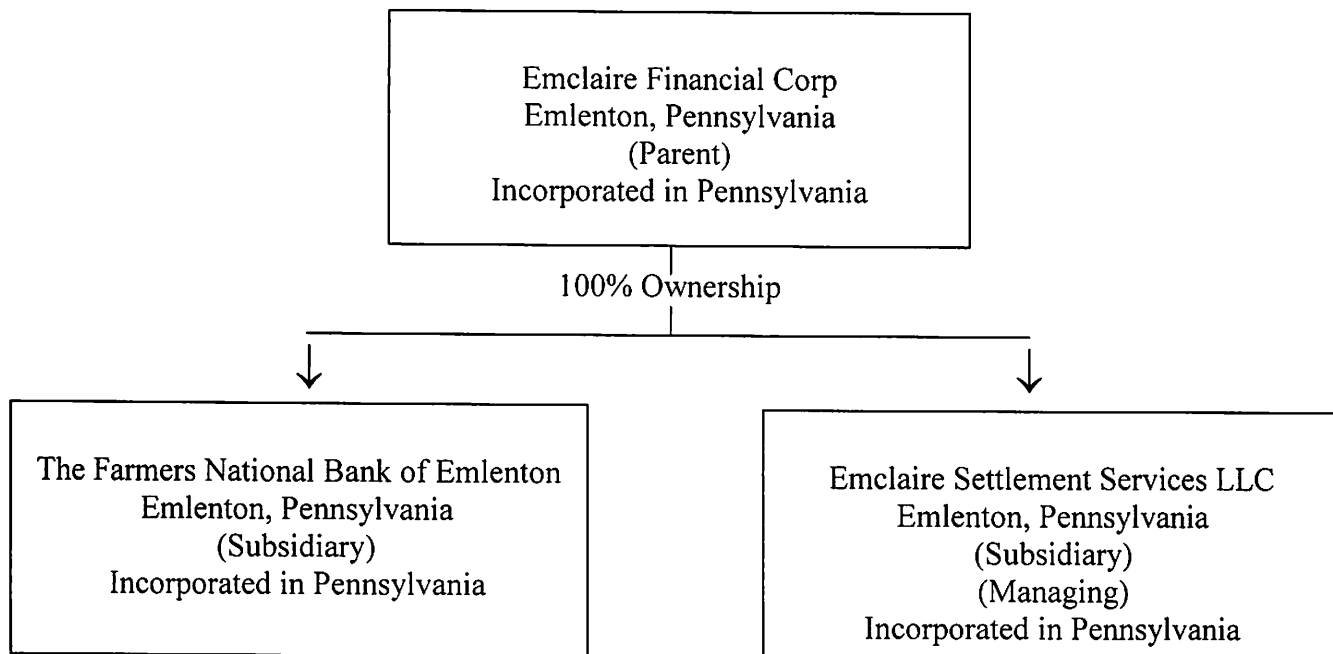 Emclaire Financial Corp
Emlenton, Pennsylvania
(Parent)
Incorporated in Pennsylvania
100% Ownership
The Farmers National Bank of Emlenton
Emlenton, Pennsylvania
(Subsidiary)
Incorporated in Pennsylvania
Emclaire Settlement Services LLC
Emlenton, Pennsylvania
(Subsidiary)
(Managing)
Incorporated in Pennsylvania